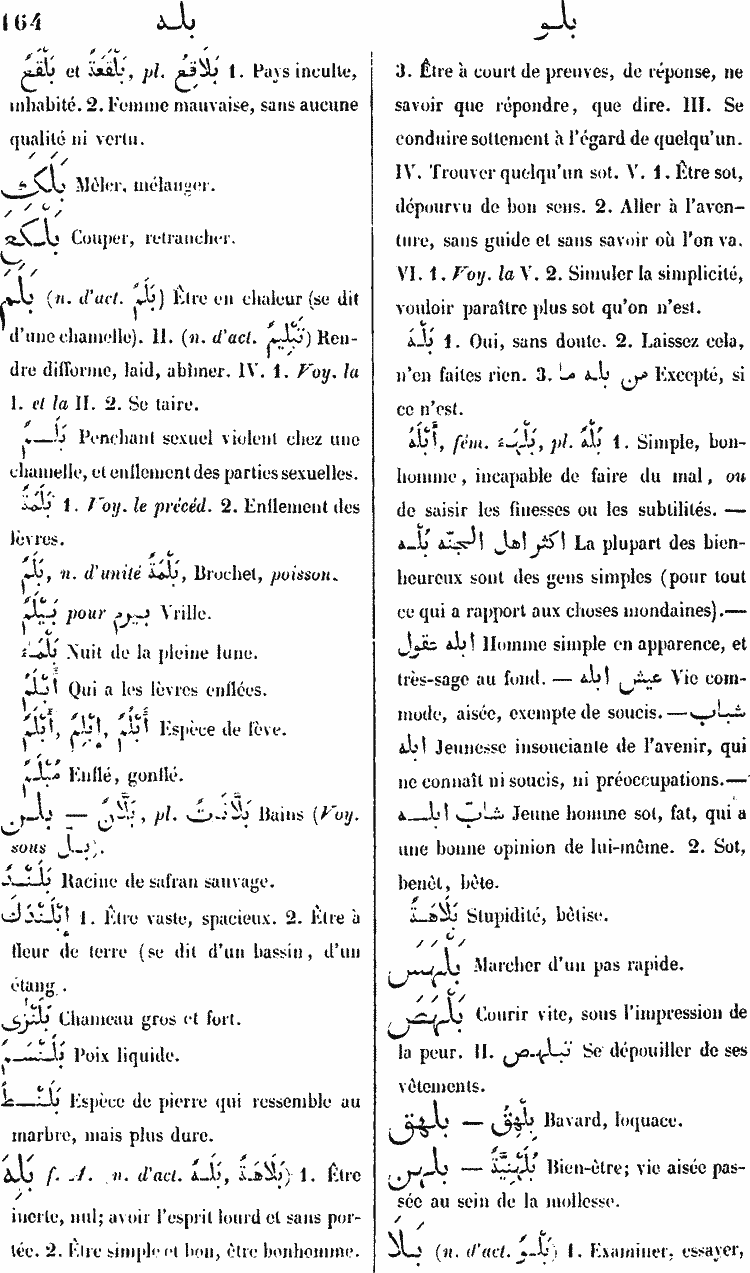 164 بله
بلو
بَلْقَعٌ et بَلْقَعَةٌ, pl. بَلَاقِعُ 1. Pays inculte,
inhabité. 2. Femme mauvaise, sans aucune
qualité ni vertu.
بَلْكَثَ Mêler, mélanger.
بَلْكَعَ Couper, retrancher.
بَلَمَ (n. d'act. بَلَمٌ) Être en chaleur (se dit
d'une chamelle). II. (n. d'act. تَبْلِيمٌ) Ren-
dre difforme, laid, abîmer. IV. 1. Voy. la
I. et la II. 2. Se taire.
بَلَمٌ Penchant sexuel violent chez une
chamelle, et enflement des parties sexuelles.
بَلَمَةٌ 1. Voy. le précéd. 2. Enflement des
lèvres.
بَلَمٌ, n. d'unité بَلَمَةٌ, Brochet, poisson.
بَيْلَمٌ pour بيرم Vrille.
بَلْمَاءُ Nuit de la pleine lune.
أَبْلَمُ Qui a les lèvres enflées.
أَبْلَمٌ, إِبْلِمٌ, أُبْلُمٌ Espèce de fève.
مُبْلَمٌ Enflé, gonflé.
بلن — بَلَّانٌ, pl. بَلَّانَاتٌ Bains (Voy.
sous بل).
بَلَنْدٌ Racine de safran sauvage.
إِبْلَنْدَكَ 1. Être vaste, spacieux. 2. Être à
fleur de terre (se dit d'un bassin, d'un
étang.
بَلَنْزَى Chameau gros et fort.
بَلَنْسَمٌ Poix liquide.
بَلَنْطٌ Espèce de pierre qui ressemble au
marbre, mais plus dure.
بَلِهَ f. A. n. d'act. بَلَهٌ, بَلَاهَةٌ) 1. Être
inerte, nul; avoir l'esprit lourd et sans por-
tée. 2. Être simple et bon, être bonhomme.
3. Être à court de preuves, de réponse, ne
savoir que répondre, que dire. III. Se
conduire sottement à l'égard de quelqu'un.
IV. Trouver quelqu'un sot. V. 1. Être sot,
dépourvu de bon sens. 2. Aller à l'aven-
ture, sans guide et sans savoir où l'on va.
VI. 1. Voy. la V. 2. Simuler la simplicité,
vouloir paraître plus sot qu'on n'est.
بَلْهَ 1. Oui, sans doute. 2. Laissez cela,
n'en faites rien. 3. من بله ما Excepté, si
ce n'est.
أَبْلَهُ, fém. بَلْهَاءُ, pl. بُلْهٌ 1. Simple, bon-
homme, incapable de faire du mal, ou
de saisir les finesses ou les subtilités. —
اكثر اهل الجنّة بُلْه La plupart des bien-
heureux sont des gens simples (pour tout
ce qui a rapport aux choses mondaines). —
ابله عقول Homme simple en apparence, et
très-sage au fond. — عيش ابله Vie com-
mode, aisée, exempte de soucis. — شباب
ابله Jeunesse insouciante de l'avenir, qui
ne connaît ni soucis, ni préoccupations. —
شابّ ابله Jeune homme sot, fat, qui a
une bonne opinion de lui-même. 2. Sot,
benêt, bête.
بَلَاهَةٌ Stupidité, bêtise.
بَلْهَسَ Marcher d'un pas rapide.
بَلْهَصَ Courir vite, sous l'impression de
la peur. II. تبلهص Se dépouiller de ses
vêtements.
بلهق — بِلْهِقٌ Bavard, loquace.
بلهن — بُلَهْنِيَّةٌ Bien-être; vie aisée pas-
sée au sein de la mollesse.
بَلَا (n. d'act. بَلْوٌ) 1. Examiner, essayer,